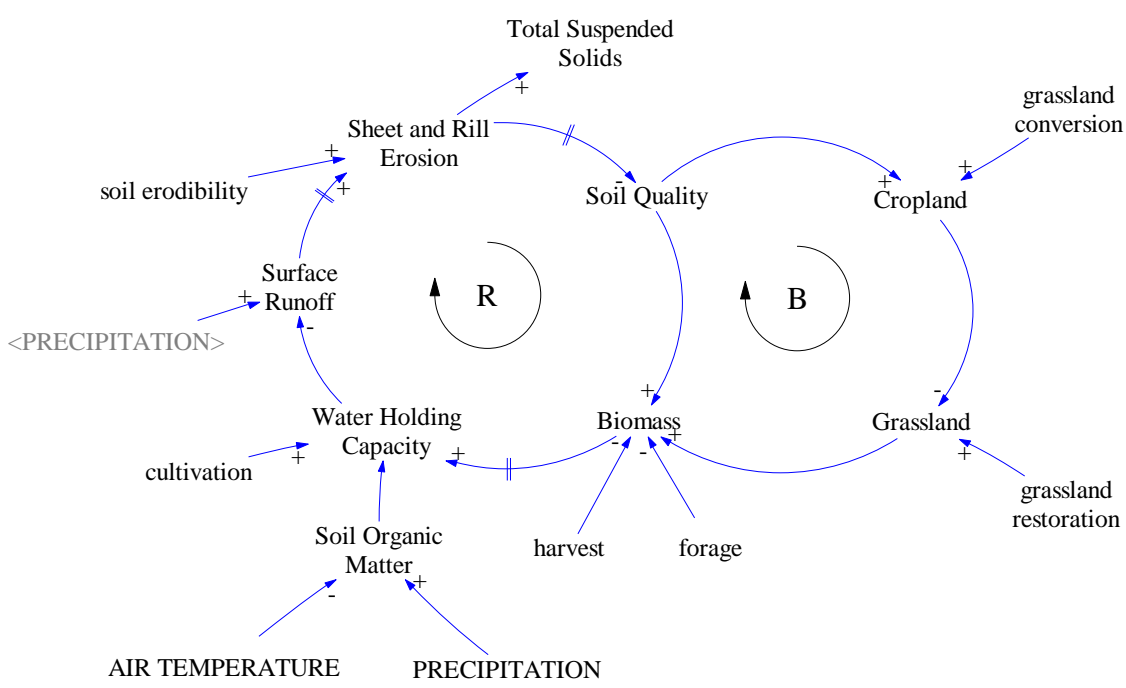 Total Suspended
Solids
+
grassland
conversion
Sheet and Rill
Erosion
+
+
soil erodibility
+
-
Soil Quality
+
Cropland
Surface
Runoff
R
B
+
-
<PRECIPITATION>
+
-
Water Holding
Capacity
Biomass
Grassland
+
-
-
+
+
+
cultivation
grassland
restoration
Soil Organic
Matter
harvest
forage
-
+
AIR TEMPERATURE
PRECIPITATION